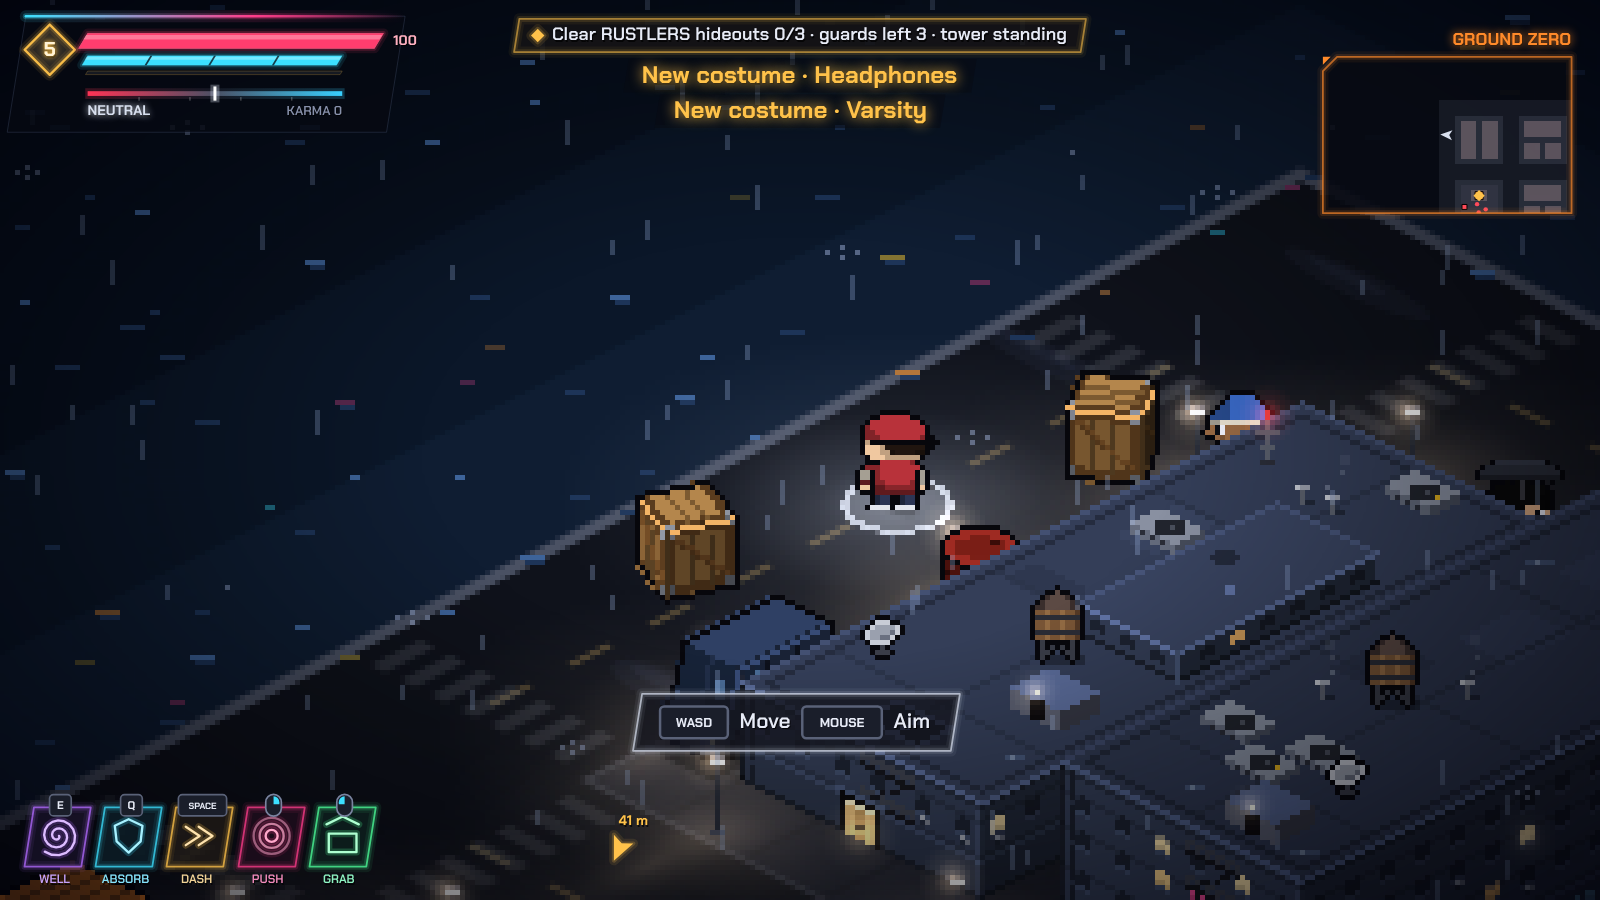 5
100
NEUTRAL
KARMA 0
Clear RUSTLERS hideouts 0/3 · guards left 3 · tower standing
New costume · Headphones
New costume · Varsity
GROUND ZERO
WASD Move MOUSE Aim
41 m
E Q SPACE
WELL ABSORB DASH PUSH GRAB